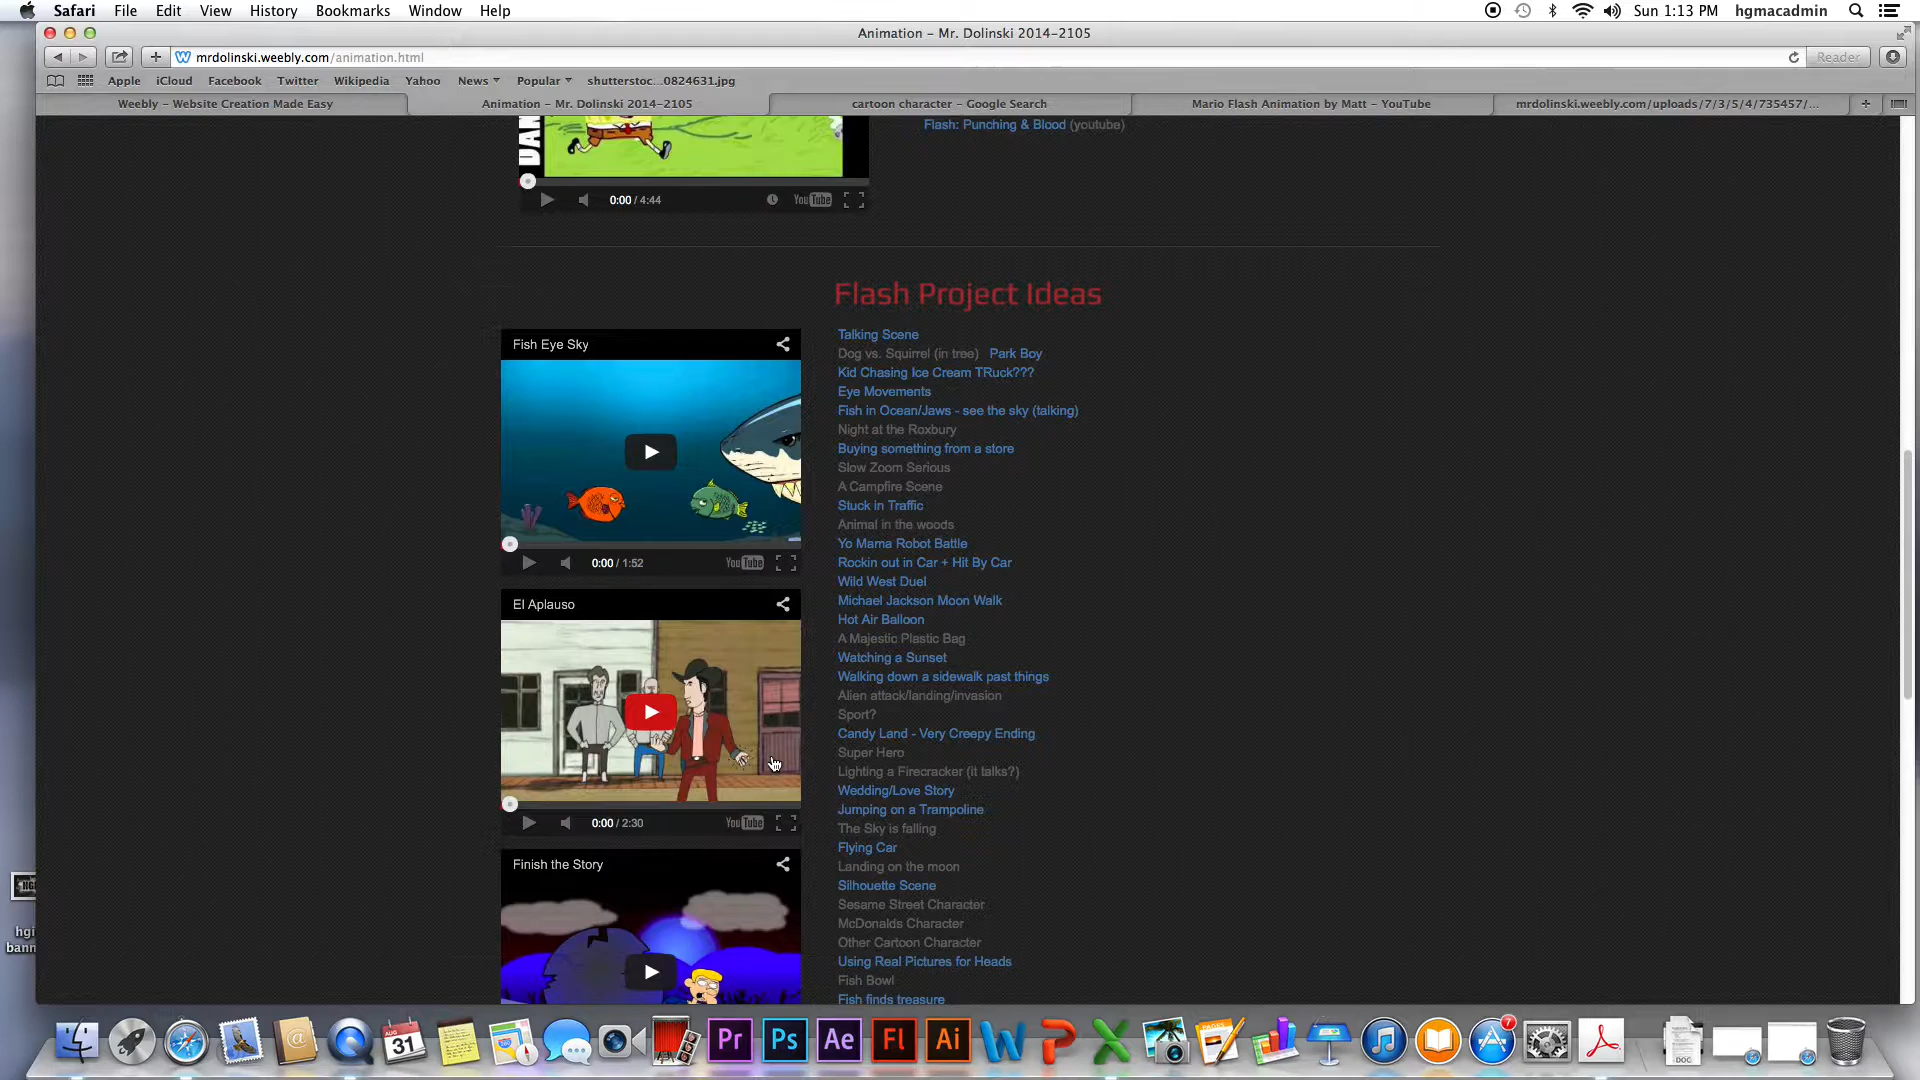 Safari File Edit View History Bookmarks Window Help Sun 1:13 PM hgmacadmin
Animation – Mr. Dolinski 2014-2105
mrdolinski.weebly.com/animation.html Reader
Apple iCloud Facebook Twitter Wikipedia Yahoo News Popular shutterstoc...0824631.jpg
Weebly – Website Creation Made Easy Animation – Mr. Dolinski 2014-2105 cartoon character – Google Search Mario Flash Animation by Matt – YouTube mrdolinski.weebly.com/uploads/7/3/5/4/735457/...
DAN
Flash: Punching & Blood (youtube)
0:00 / 4:44 YouTube
Flash Project Ideas
Fish Eye Sky
0:00 / 1:52 YouTube
El Aplauso
0:00 / 2:30 YouTube
Finish the Story
Talking Scene
Dog vs. Squirrel (in tree) Park Boy
Kid Chasing Ice Cream TRuck???
Eye Movements
Fish in Ocean/Jaws - see the sky (talking)
Night at the Roxbury
Buying something from a store
Slow Zoom Serious
A Campfire Scene
Stuck in Traffic
Animal in the woods
Yo Mama Robot Battle
Rockin out in Car + Hit By Car
Wild West Duel
Michael Jackson Moon Walk
Hot Air Balloon
A Majestic Plastic Bag
Watching a Sunset
Walking down a sidewalk past things
Alien attack/landing/invasion
Sport?
Candy Land - Very Creepy Ending
Super Hero
Lighting a Firecracker (it talks?)
Wedding/Love Story
Jumping on a Trampoline
The Sky is falling
Flying Car
Landing on the moon
Silhouette Scene
Sesame Street Character
McDonalds Character
Other Cartoon Character
Using Real Pictures for Heads
Fish Bowl
Fish finds treasure
hgi
bann
AUG
31
Pr Ps Ae Fl Ai
PAGES
7
DOC